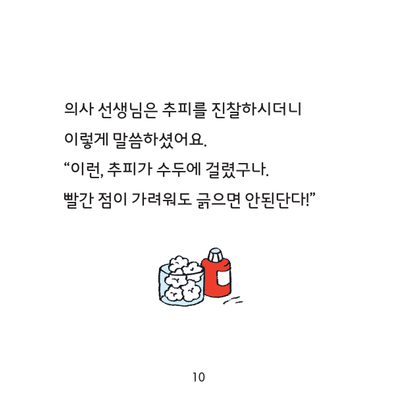 의사 선생님은 추피를 진찰하시더니
이렇게 말씀하셨어요.
“이런, 추피가 수두에 걸렸구나.
빨간 점이 가려워도 긁으면 안된단다!”
10